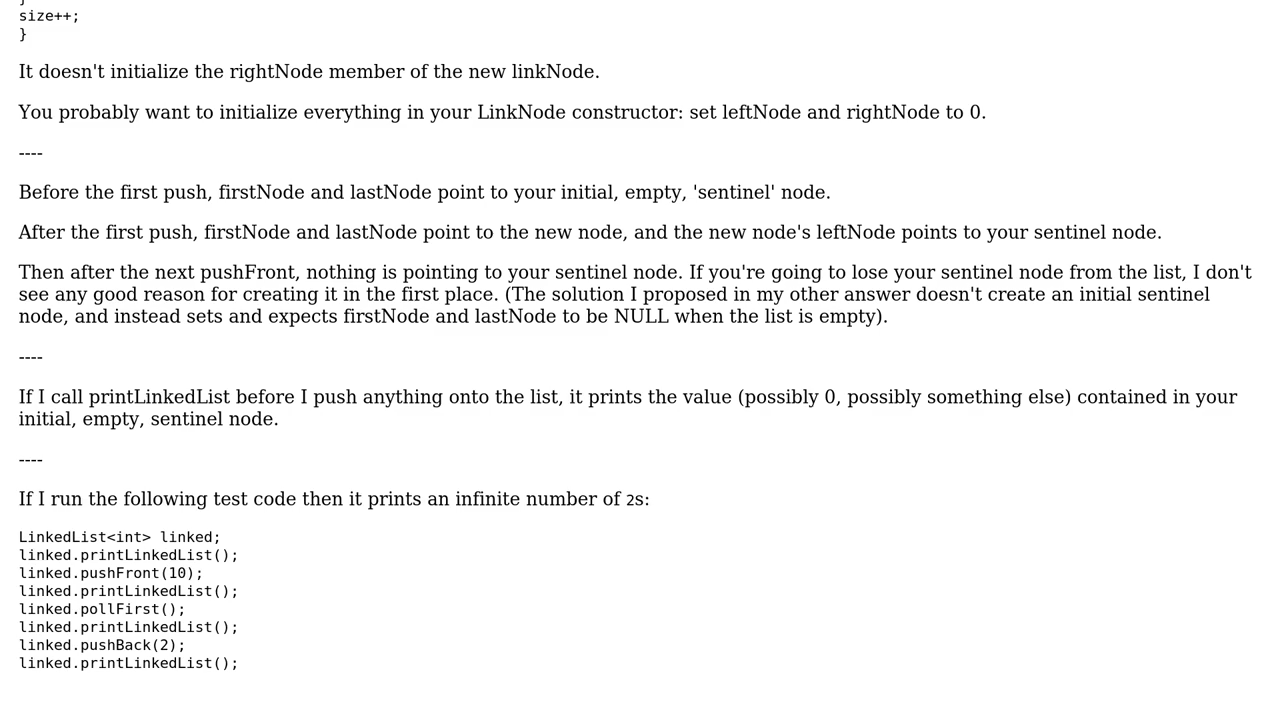 size++;
}
It doesn't initialize the rightNode member of the new linkNode.
You probably want to initialize everything in your LinkNode constructor: set leftNode and rightNode to 0.
----
Before the first push, firstNode and lastNode point to your initial, empty, 'sentinel' node.
After the first push, firstNode and lastNode point to the new node, and the new node's leftNode points to your sentinel node.
Then after the next pushFront, nothing is pointing to your sentinel node. If you're going to lose your sentinel node from the list, I don't
see any good reason for creating it in the first place. (The solution I proposed in my other answer doesn't create an initial sentinel
node, and instead sets and expects firstNode and lastNode to be NULL when the list is empty).
----
If I call printLinkedList before I push anything onto the list, it prints the value (possibly 0, possibly something else) contained in your
initial, empty, sentinel node.
----
If I run the following test code then it prints an infinite number of 2s:
LinkedList<int> linked;
linked.printLinkedList();
linked.pushFront(10);
linked.printLinkedList();
linked.pollFirst();
linked.printLinkedList();
linked.pushBack(2);
linked.printLinkedList();